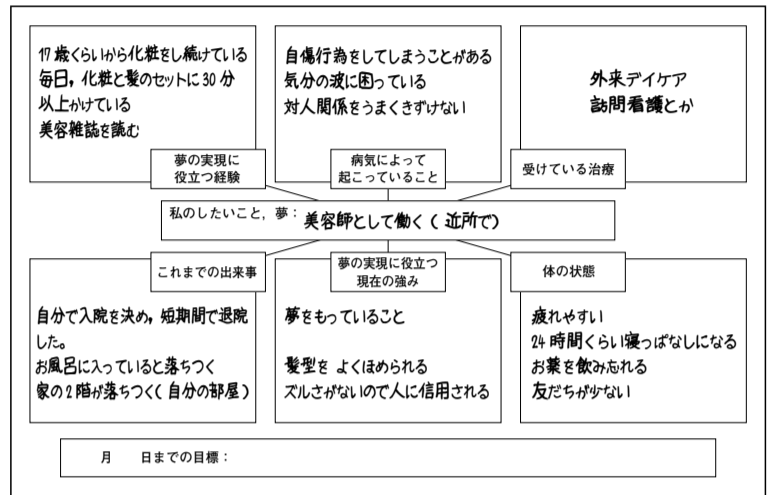 17歳くらいから化粧をし続けている
毎日，化粧と髪のセットに30分
以上かけている
美容雑誌を読む
夢の実現に
役立つ経験
自傷行為をしてしまうことがある
気分の波に困っている
対人関係をうまくきずけない
病気によって
起こっていること
外来デイケア
訪問看護とか
受けている治療
私のしたいこと，夢：美容師として働く（近所で）
これまでの出来事
自分で入院を決め，短期間で退院
した。
お風呂に入っていると落ちつく
家の2階が落ちつく（自分の部屋）
夢の実現に役立つ
現在の強み
夢をもっていること
髪型を よくほめられる
ズルさがないので人に信用される
体の状態
疲れやすい
24時間くらい寝っぱなしになる
お薬を飲み忘れる
友だちが少ない
月　　日までの目標：